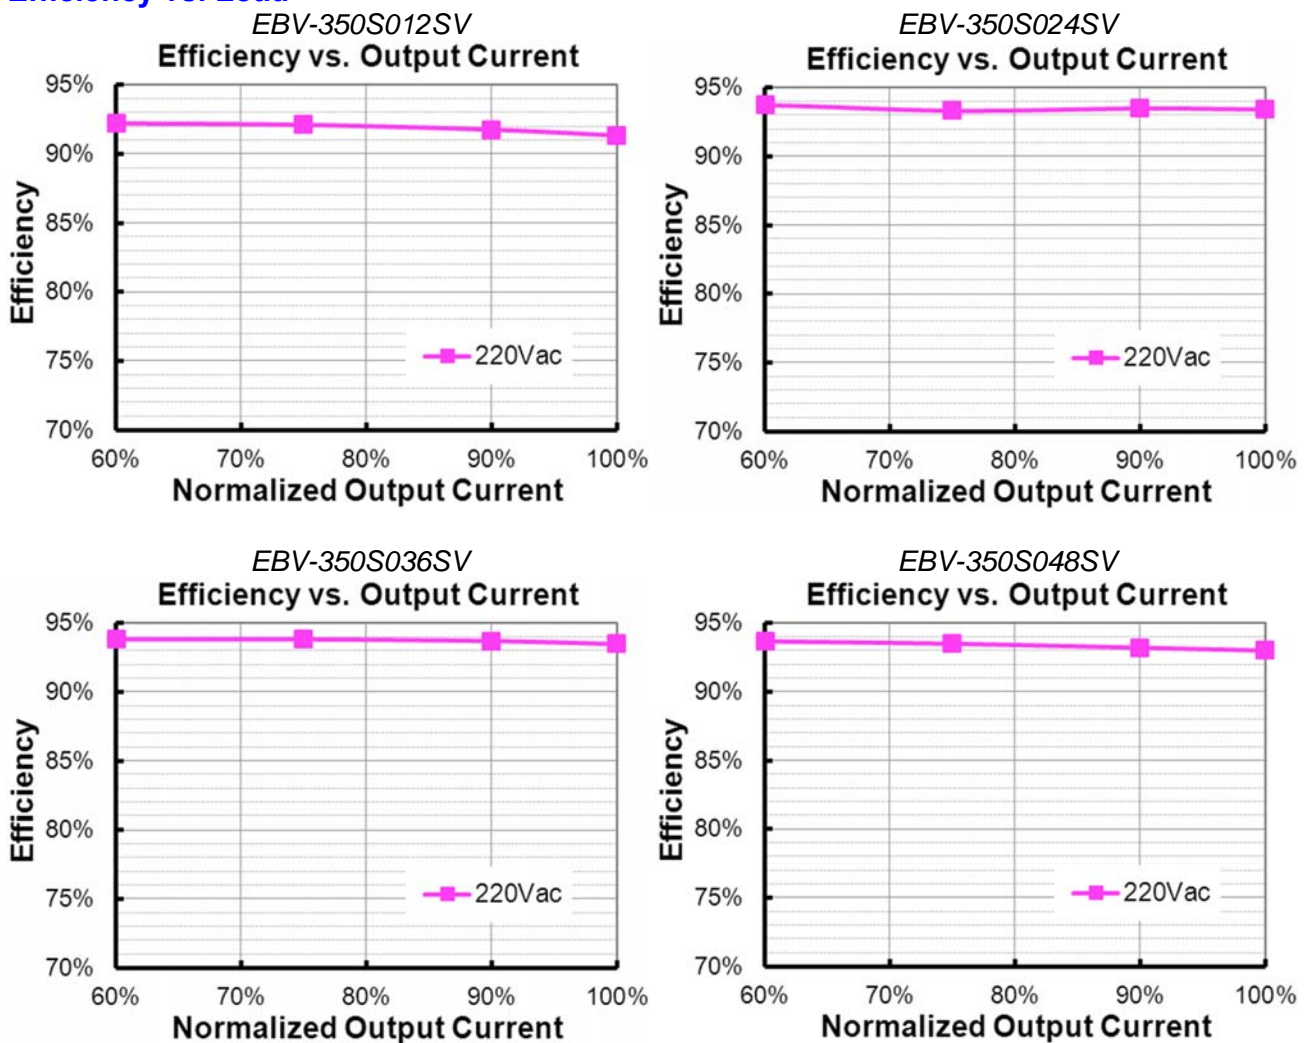 Efficiency vs. Load
EBV-350S012SV
Efficiency vs. Output Current
95%
90%
85%
80%
75%
70%
Efficiency
220Vac
60% 70% 80% 90% 100%
Normalized Output Current
EBV-350S024SV
Efficiency vs. Output Current
95%
90%
85%
80%
75%
70%
Efficiency
220Vac
60% 70% 80% 90% 100%
Normalized Output Current
EBV-350S036SV
Efficiency vs. Output Current
95%
90%
85%
80%
75%
70%
Efficiency
220Vac
60% 70% 80% 90% 100%
Normalized Output Current
EBV-350S048SV
Efficiency vs. Output Current
95%
90%
85%
80%
75%
70%
Efficiency
220Vac
60% 70% 80% 90% 100%
Normalized Output Current